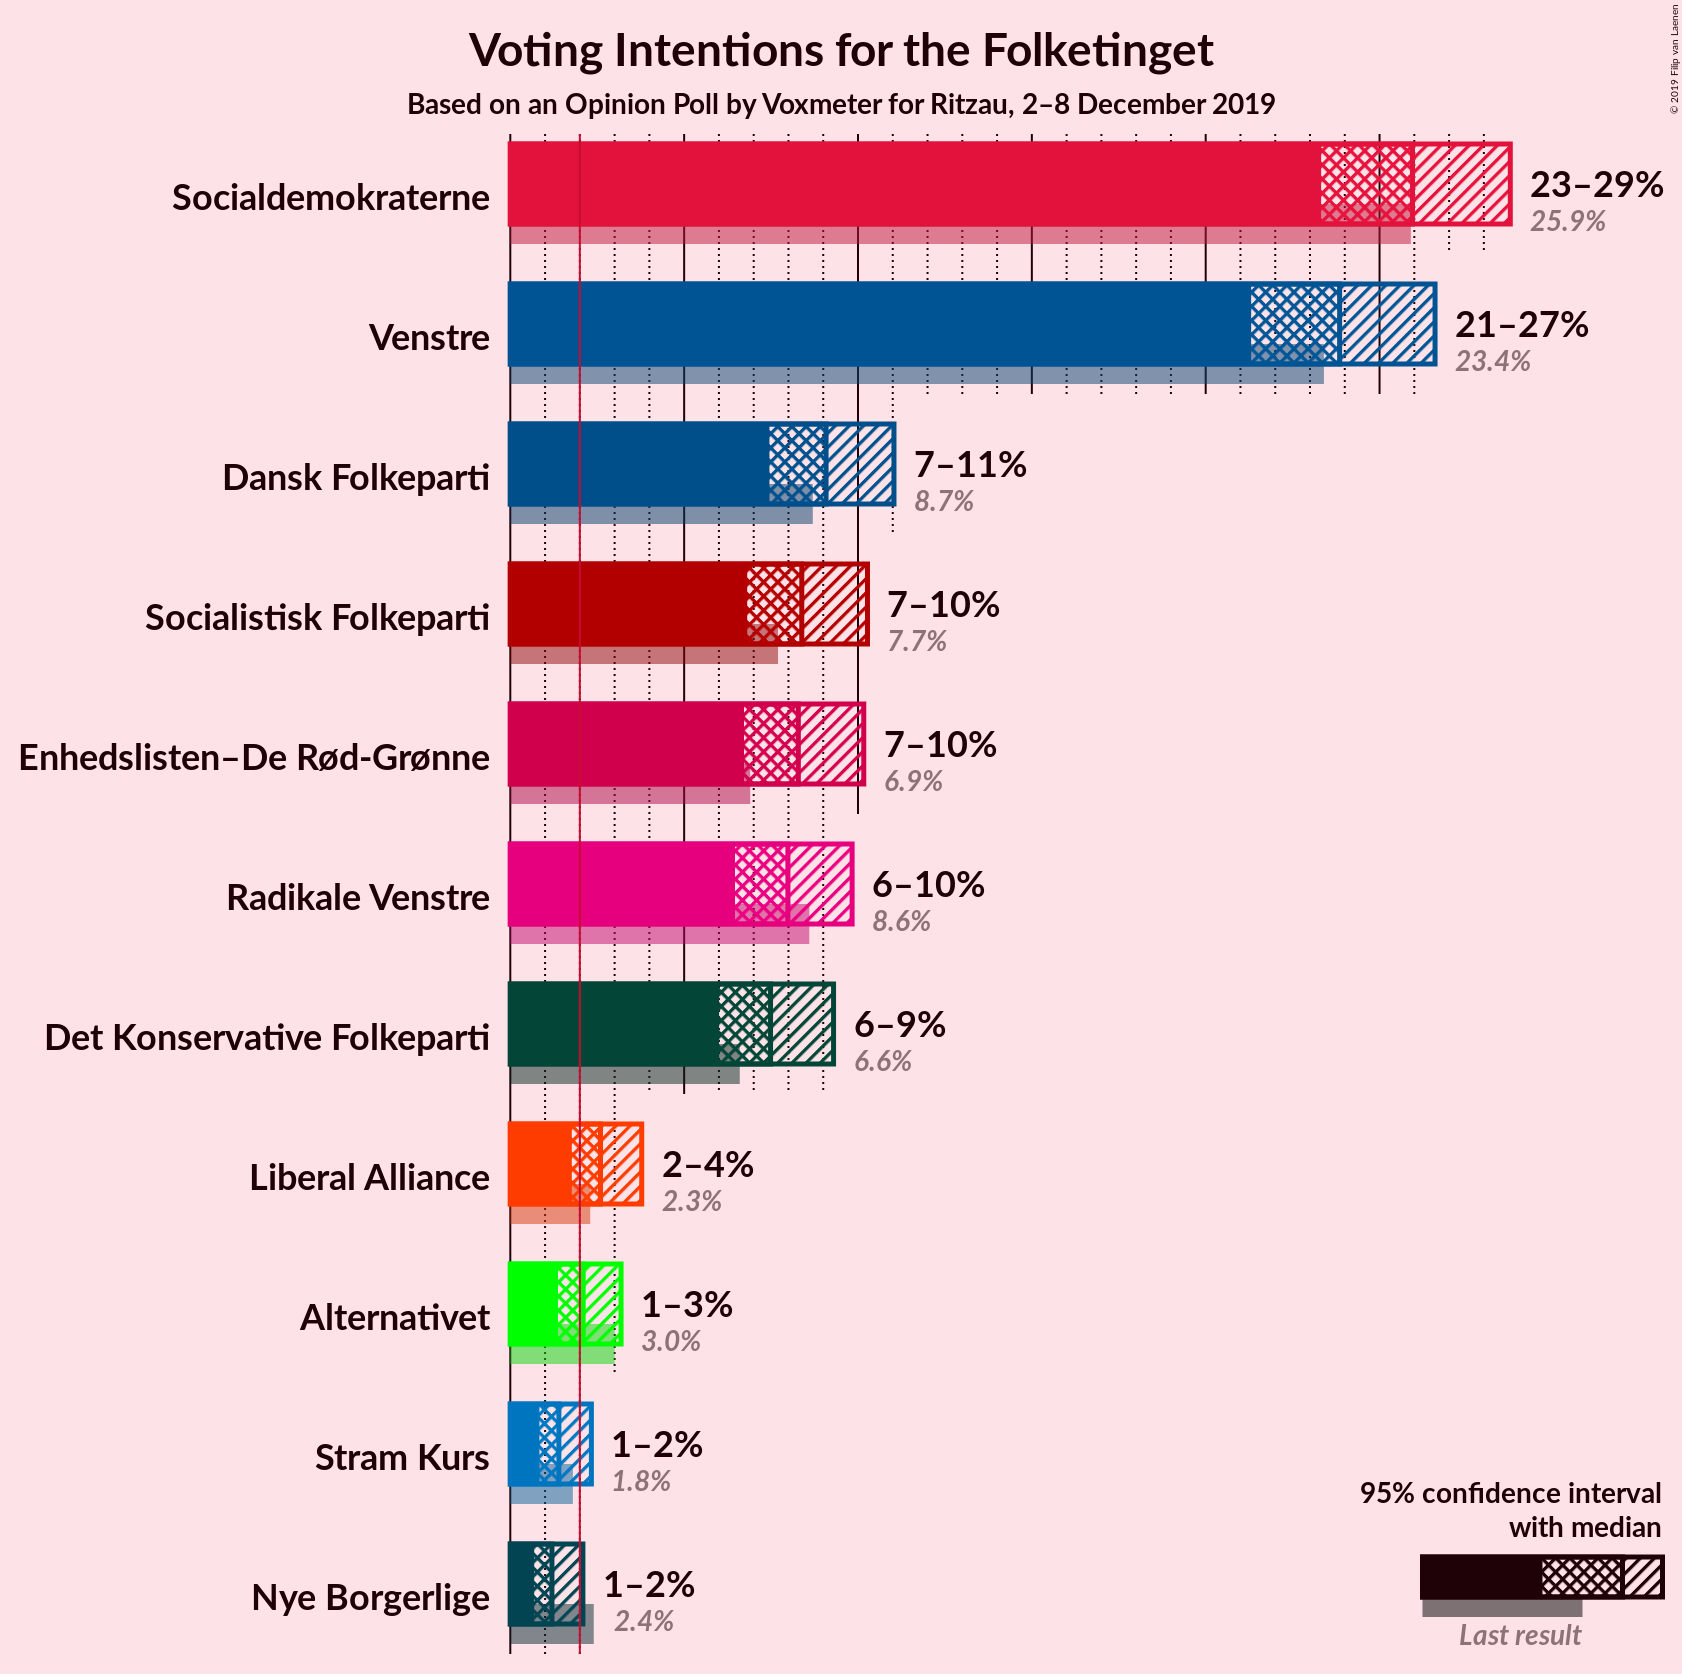 © 2019 Filip van Laenen
Voting Intentions for the Folketinget
Based on an Opinion Poll by Voxmeter for Ritzau, 2–8 December 2019
Socialdemokraterne
23–29%
25.9%
Venstre
21–27%
23.4%
Dansk Folkeparti
7–11%
8.7%
Socialistisk Folkeparti
7–10%
7.7%
Enhedslisten–De Rød-Grønne
7–10%
6.9%
Radikale Venstre
6–10%
8.6%
Det Konservative Folkeparti
6–9%
6.6%
Liberal Alliance
2–4%
2.3%
Alternativet
1–3%
3.0%
Stram Kurs
1–2%
1.8%
Nye Borgerlige
1–2%
2.4%
95% confidence interval
with median
Last result